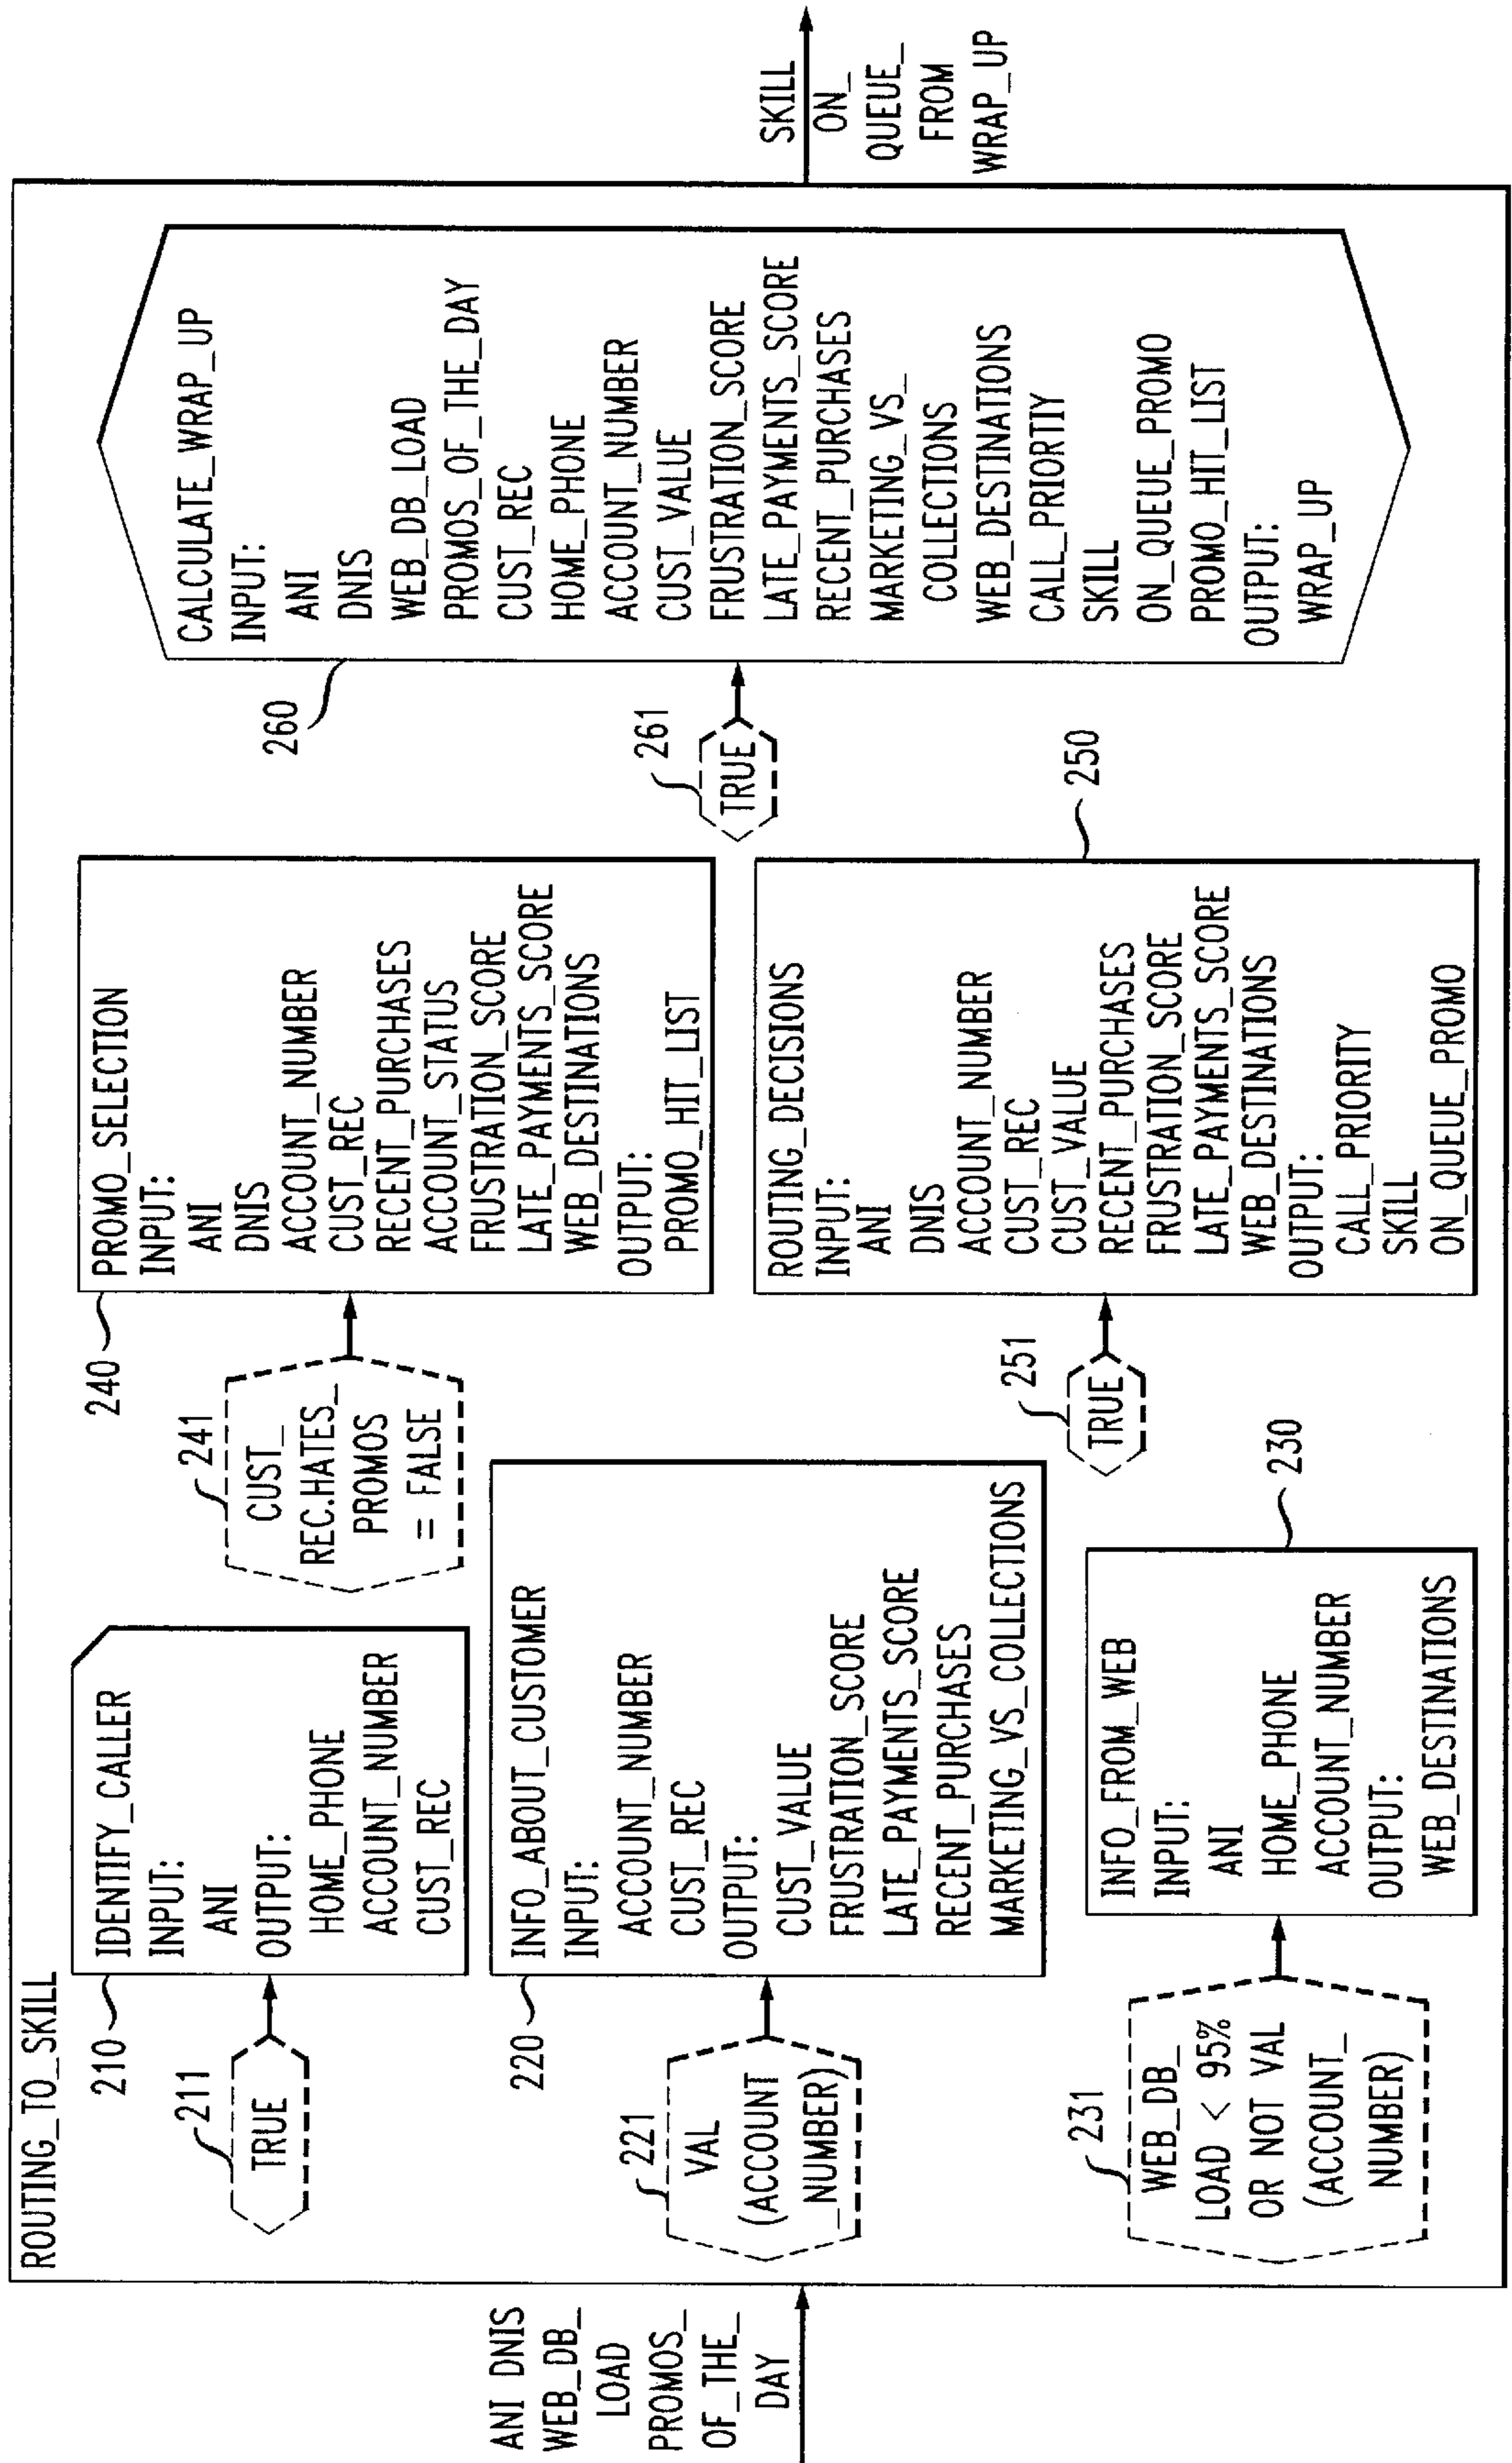 ROUTING_TO_SKILL
ANI DNIS
WEB_DB_
LOAD
PROMOS_
OF_THE_
DAY
211
TRUE
210
IDENTIFY_CALLER
INPUT:
ANI
OUTPUT:
HOME_PHONE
ACCOUNT_NUMBER
CUST_REC
221
VAL
(ACCOUNT
_NUMBER)
220
INFO_ABOUT_CUSTOMER
INPUT:
ACCOUNT_NUMBER
CUST_REC
OUTPUT:
CUST_VALUE
FRUSTRATION_SCORE
LATE_PAYMENTS_SCORE
RECENT_PURCHASES
MARKETING_VS_COLLECTIONS
231
WEB_DB_
LOAD < 95%
OR NOT VAL
(ACCOUNT_
NUMBER)
230
INFO_FROM_WEB
INPUT:
ANI
HOME_PHONE
ACCOUNT_NUMBER
OUTPUT:
WEB_DESTINATIONS
241
CUST_
REC.HATES_
PROMOS
= FALSE
240
PROMO_SELECTION
INPUT:
ANI
DNIS
ACCOUNT_NUMBER
CUST_REC
RECENT_PURCHASES
ACCOUNT_STATUS
FRUSTRATION_SCORE
LATE_PAYMENTS_SCORE
WEB_DESTINATIONS
OUTPUT:
PROMO_HIT_LIST
251
TRUE
250
ROUTING_DECISIONS
INPUT:
ANI
DNIS
ACCOUNT_NUMBER
CUST_REC
CUST_VALUE
RECENT_PURCHASES
FRUSTRATION_SCORE
LATE_PAYMENTS_SCORE
WEB_DESTINATIONS
OUTPUT:
CALL_PRIORITY
SKILL
ON_QUEUE_PROMO
261
TRUE
260
CALCULATE_WRAP_UP
INPUT:
ANI
DNIS
WEB_DB_LOAD
PROMOS_OF_THE_DAY
CUST_REC
HOME_PHONE
ACCOUNT_NUMBER
CUST_VALUE
FRUSTRATION_SCORE
LATE_PAYMENTS_SCORE
RECENT_PURCHASES
MARKETING_VS_
COLLECTIONS
WEB_DESTINATIONS
CALL_PRIORTIY
SKILL
ON_QUEUE_PROMO
PROMO_HIT_LIST
OUTPUT:
WRAP_UP
SKILL
ON_
QUEUE_
FROM
WRAP_UP